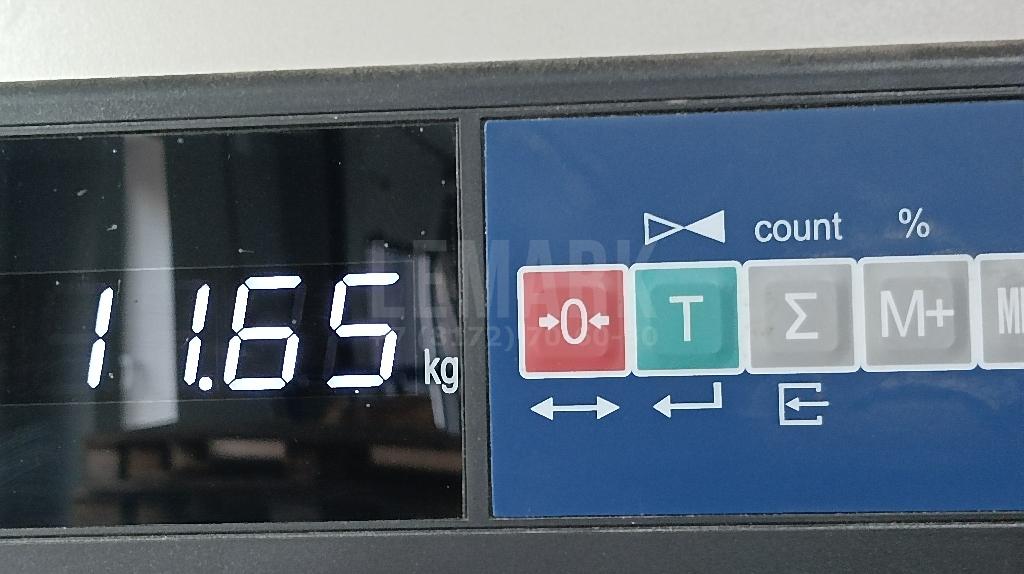 count %
11.65 kg
→0← T Σ M+
LEMARK